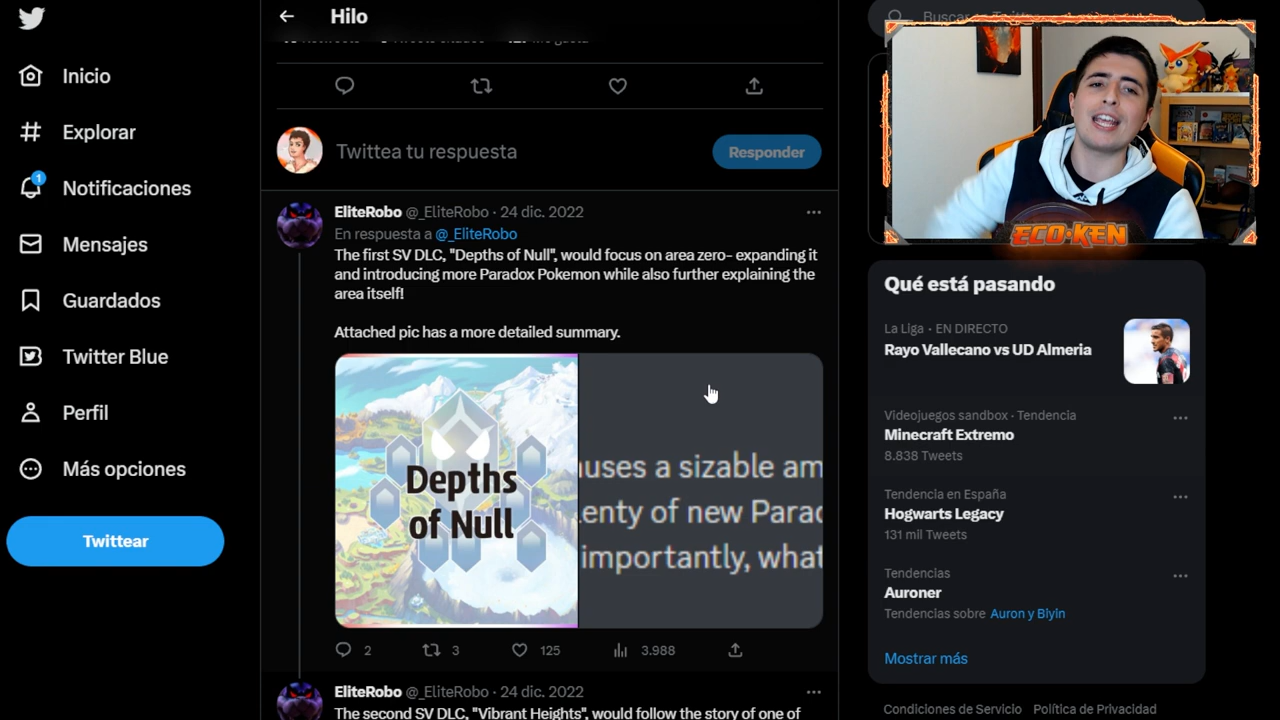 Inicio
Explorar
1
Notificaciones
Mensajes
Guardados
Twitter Blue
Perfil
Más opciones
Twittear
Hilo
Twittea tu respuesta
Responder
EliteRobo @_EliteRobo · 24 dic. 2022
En respuesta a @_EliteRobo
The first SV DLC, "Depths of Null", would focus on area zero- expanding it
and introducing more Paradox Pokemon while also further explaining the
area itself!
Attached pic has a more detailed summary.
Depths
of Null
uses a sizable am
lenty of new Parad
importantly, what
2
3
125
3.988
EliteRobo @_EliteRobo · 24 dic. 2022
The second SV DLC, "Vibrant Heights", would follow the story of one of
ECO·KEN
Qué está pasando
La Liga · EN DIRECTO
Rayo Vallecano vs UD Almeria
Videojuegos sandbox · Tendencia
Minecraft Extremo
8.838 Tweets
Tendencia en España
Hogwarts Legacy
131 mil Tweets
Tendencias
Auroner
Tendencias sobre Auron y Biyín
Mostrar más
Condiciones de Servicio Política de Privacidad